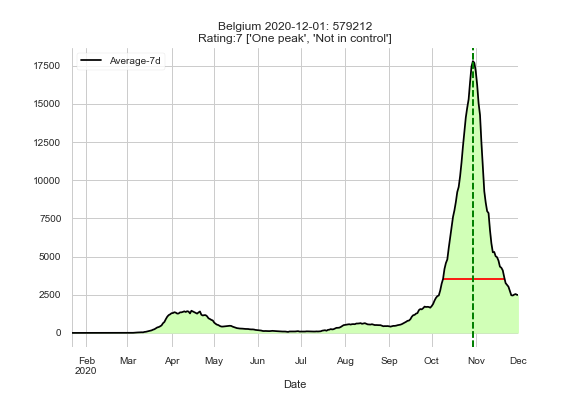 Belgium 2020-12-01: 579212
Rating:7 ['One peak', 'Not in control']
Average-7d
17500
15000
12500
10000
7500
5000
2500
0
Feb Mar Apr May Jun Jul Aug Sep Oct Nov Dec
2020
Date